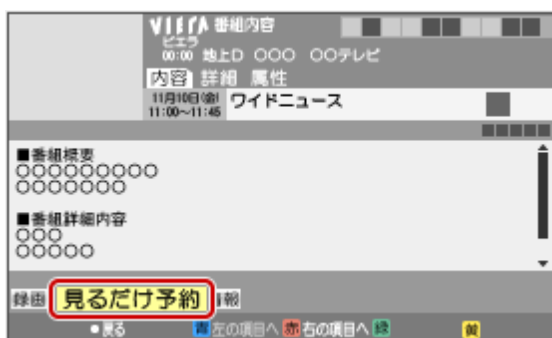 VIErA 番組内容
ビエラ
00:00 地上D ○○○ ○○テレビ
内容 詳細 属性
11月10日(金) ワイドニュース
11:00~11:45
■番組概要
○○○○○○○○○
○○○○○○○
■番組詳細内容
○○○
○○○○○
録画 見るだけ予約 情報
●戻る 青 左の項目へ 赤 右の項目へ 緑 黄